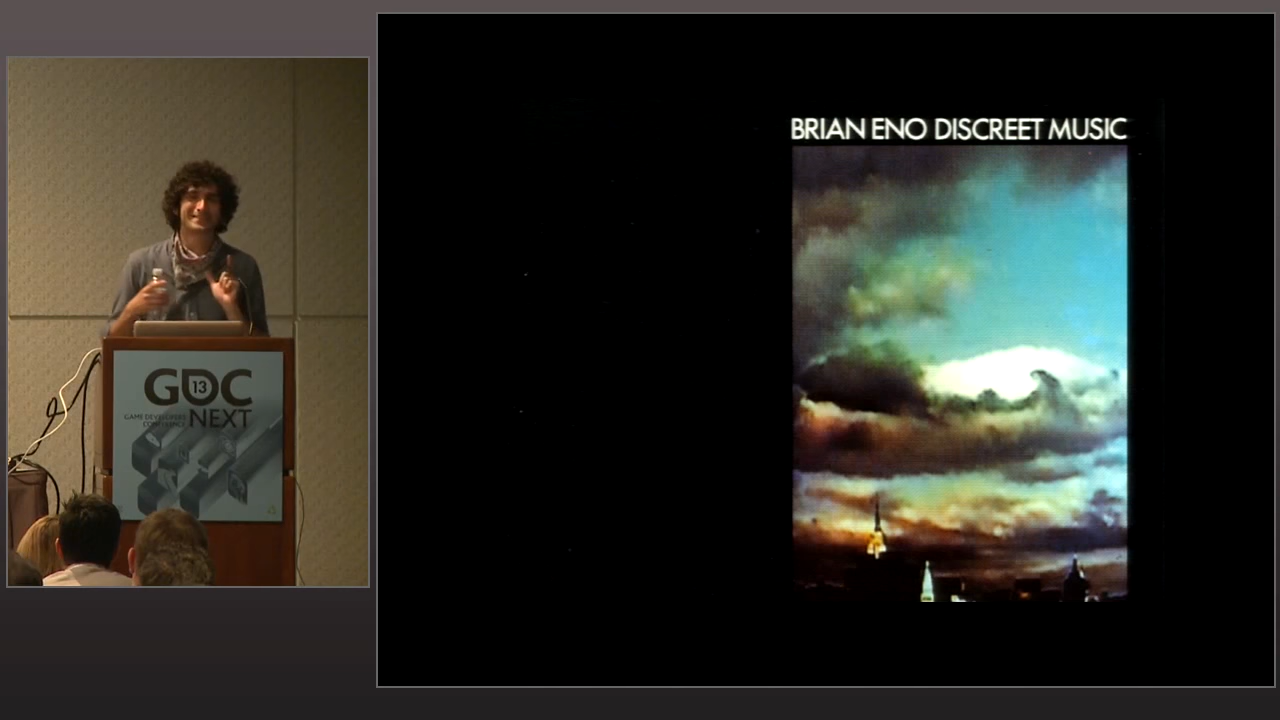 GDC
13
NEXT
GAME DEVELOPERS
CONFERENCE
BRIAN ENO DISCREET MUSIC